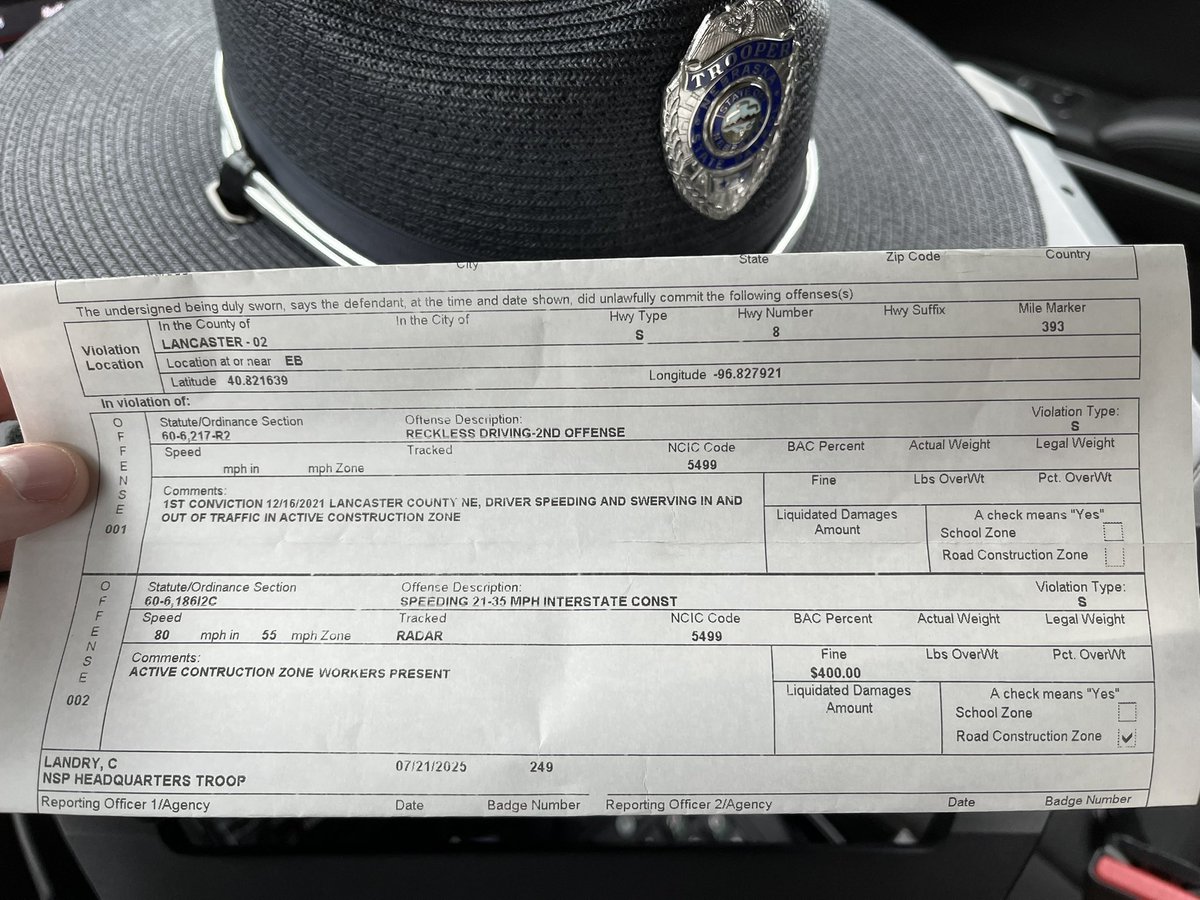 TROOPER
NEBRASKA
STATE
City State Zip Code Country
The undersigned being duly sworn, says the defendant, at the time and date shown, did unlawfully commit the following offenses(s)
Violation Location
In the County of In the City of Hwy Type Hwy Number Hwy Suffix Mile Marker
LANCASTER - 02 S 8 393
Location at or near EB
Latitude 40.821639 Longitude -96.827921
In violation of:
OFFENSE 001
Statute/Ordinance Section Offense Description: Violation Type:
60-6,217-R2 RECKLESS DRIVING-2ND OFFENSE S
Speed Tracked NCIC Code BAC Percent Actual Weight Legal Weight
mph in mph Zone 5499
Fine Lbs OverWt Pct. OverWt
Comments:
1ST CONVICTION 12/16/2021 LANCASTER COUNTY NE, DRIVER SPEEDING AND SWERVING IN AND
OUT OF TRAFFIC IN ACTIVE CONSTRUCTION ZONE
Liquidated Damages Amount
A check means "Yes"
School Zone
Road Construction Zone
OFFENSE 002
Statute/Ordinance Section Offense Description: Violation Type:
60-6,186I2C SPEEDING 21-35 MPH INTERSTATE CONST S
Speed Tracked NCIC Code BAC Percent Actual Weight Legal Weight
80 mph in 55 mph Zone RADAR 5499
Fine Lbs OverWt Pct. OverWt
$400.00
Comments:
ACTIVE CONTRUCTION ZONE WORKERS PRESENT
Liquidated Damages Amount
A check means "Yes"
School Zone
Road Construction Zone ✔
LANDRY, C 07/21/2025 249
NSP HEADQUARTERS TROOP
Reporting Officer 1/Agency Date Badge Number Reporting Officer 2/Agency Date Badge Number